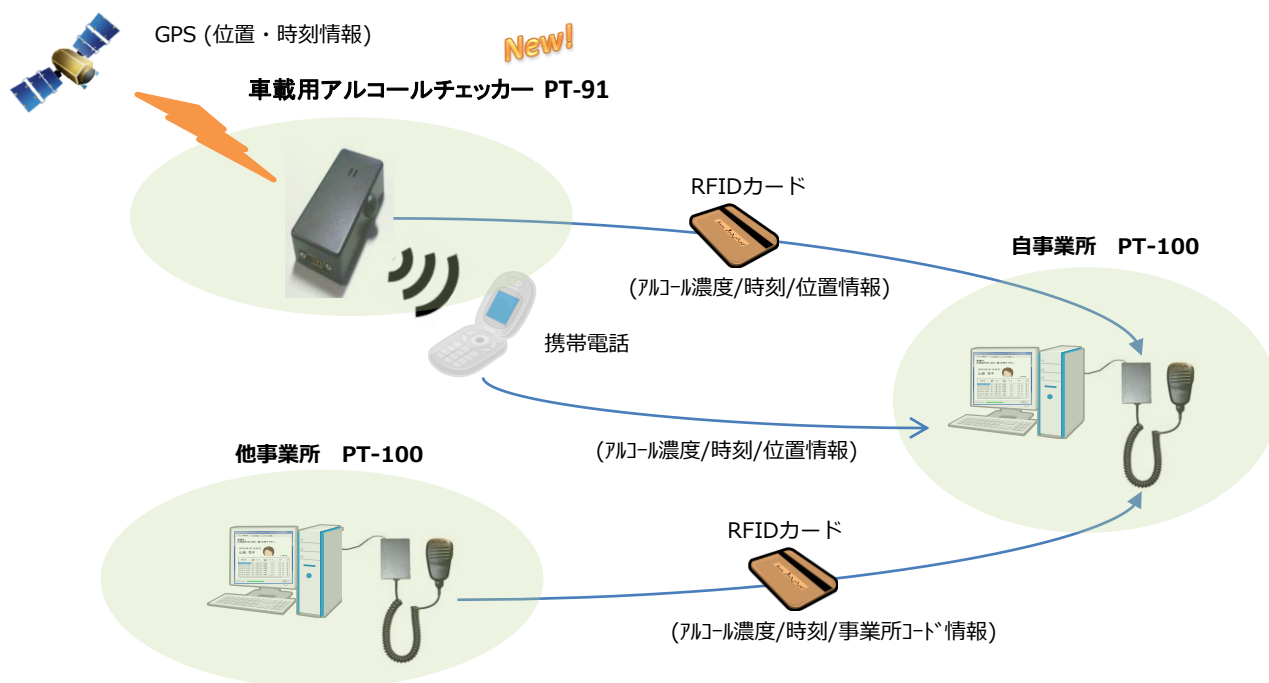 GPS (位置・時刻情報)
New!
車載用アルコールチェッカー PT-91
RFIDカード
自事業所 PT-100
(ｱﾙｺｰﾙ濃度/時刻/位置情報)
携帯電話
(ｱﾙｺｰﾙ濃度/時刻/位置情報)
他事業所 PT-100
RFIDカード
(ｱﾙｺｰﾙ濃度/時刻/事業所ｺｰﾄﾞ情報)